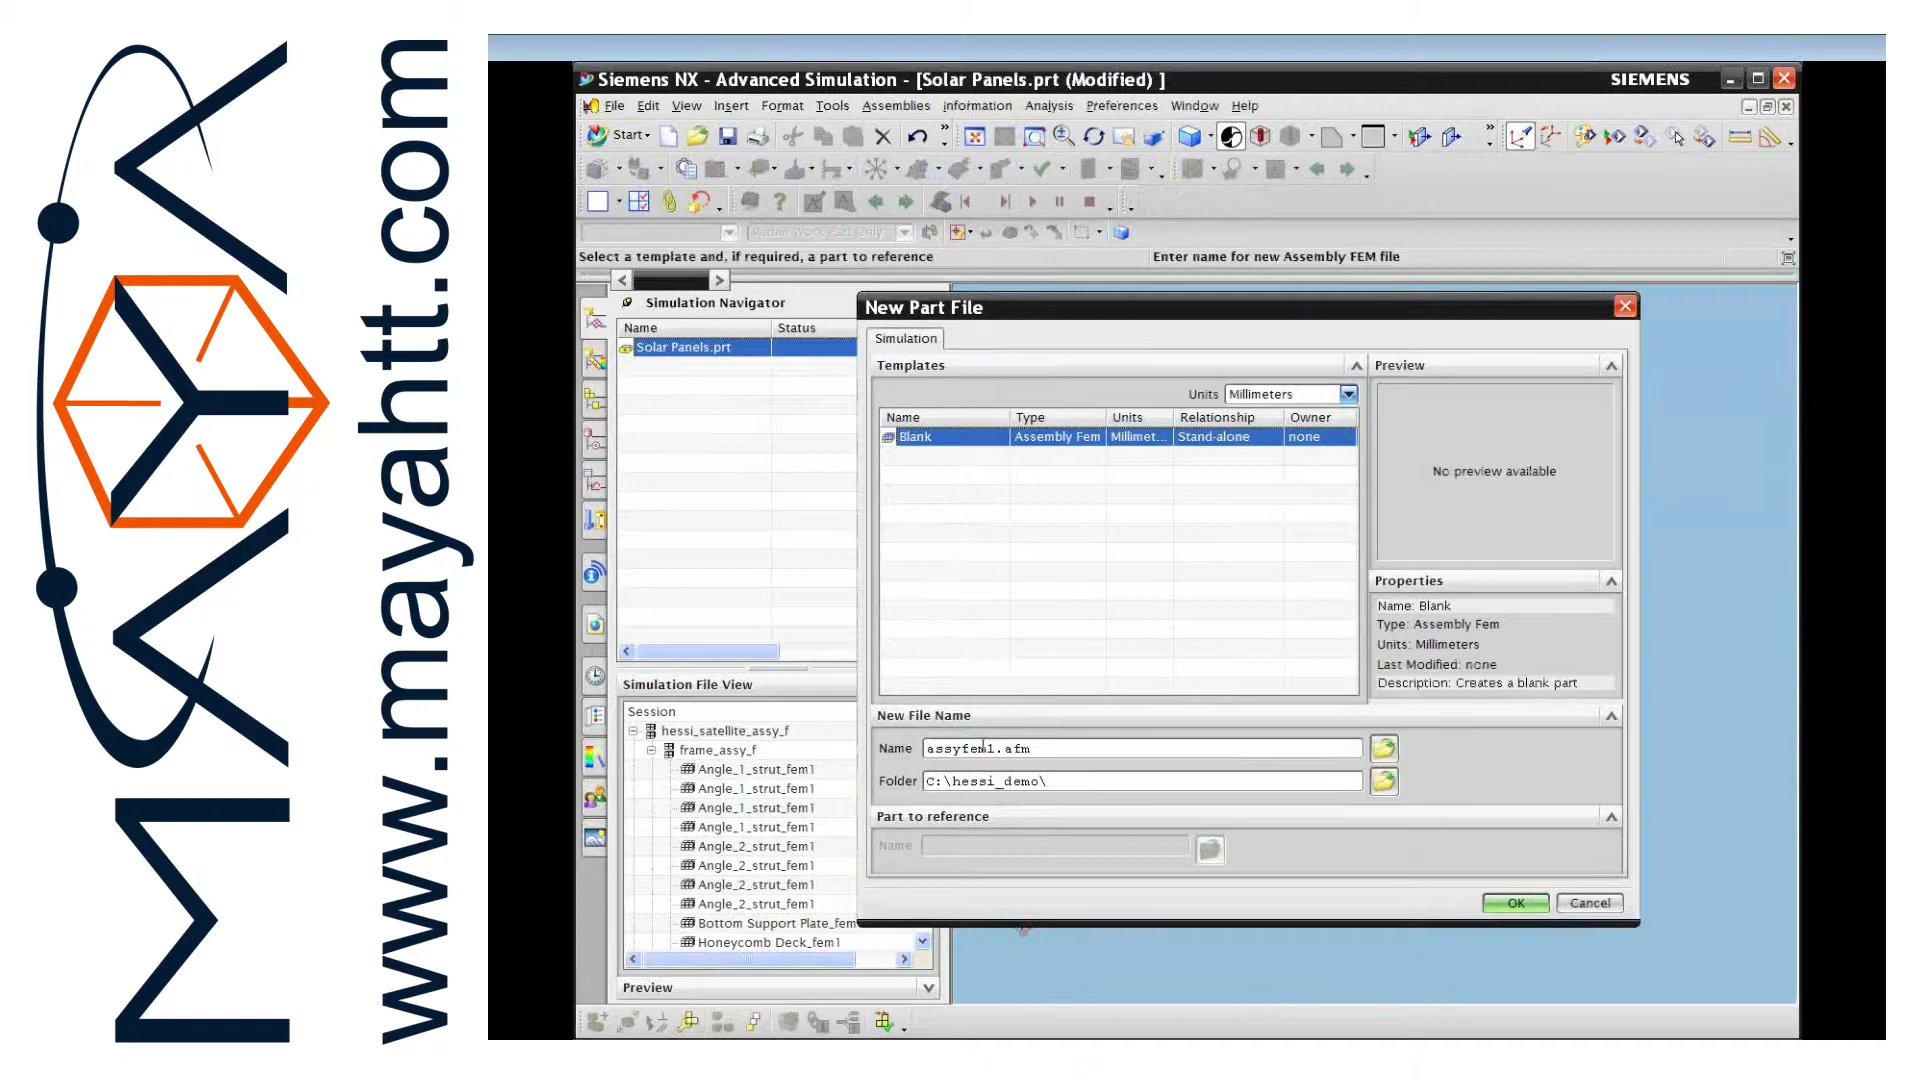 MAYA
www.mayahtt.com
Siemens NX - Advanced Simulation - [Solar Panels.prt (Modified) ]
SIEMENS
File Edit View Insert Format Tools Assemblies Information Analysis Preferences Window Help
Start
Within Work Part Only
Select a template and, if required, a part to reference
Enter name for new Assembly FEM file
Simulation Navigator
Name Status
Solar Panels.prt
Simulation File View
Session
hessi_satellite_assy_f
frame_assy_f
Angle_1_strut_fem1
Angle_1_strut_fem1
Angle_1_strut_fem1
Angle_1_strut_fem1
Angle_2_strut_fem1
Angle_2_strut_fem1
Angle_2_strut_fem1
Angle_2_strut_fem1
Bottom Support Plate_fem
Honeycomb Deck_fem1
Preview
New Part File
Simulation
Templates
Units Millimeters
Name Type Units Relationship Owner
Blank Assembly Fem Millimet... Stand-alone none
Preview
No preview available
Properties
Name: Blank
Type: Assembly Fem
Units: Millimeters
Last Modified: none
Description: Creates a blank part
New File Name
Name assyfem1.afm
Folder C:\hessi_demo\
Part to reference
Name
OK Cancel